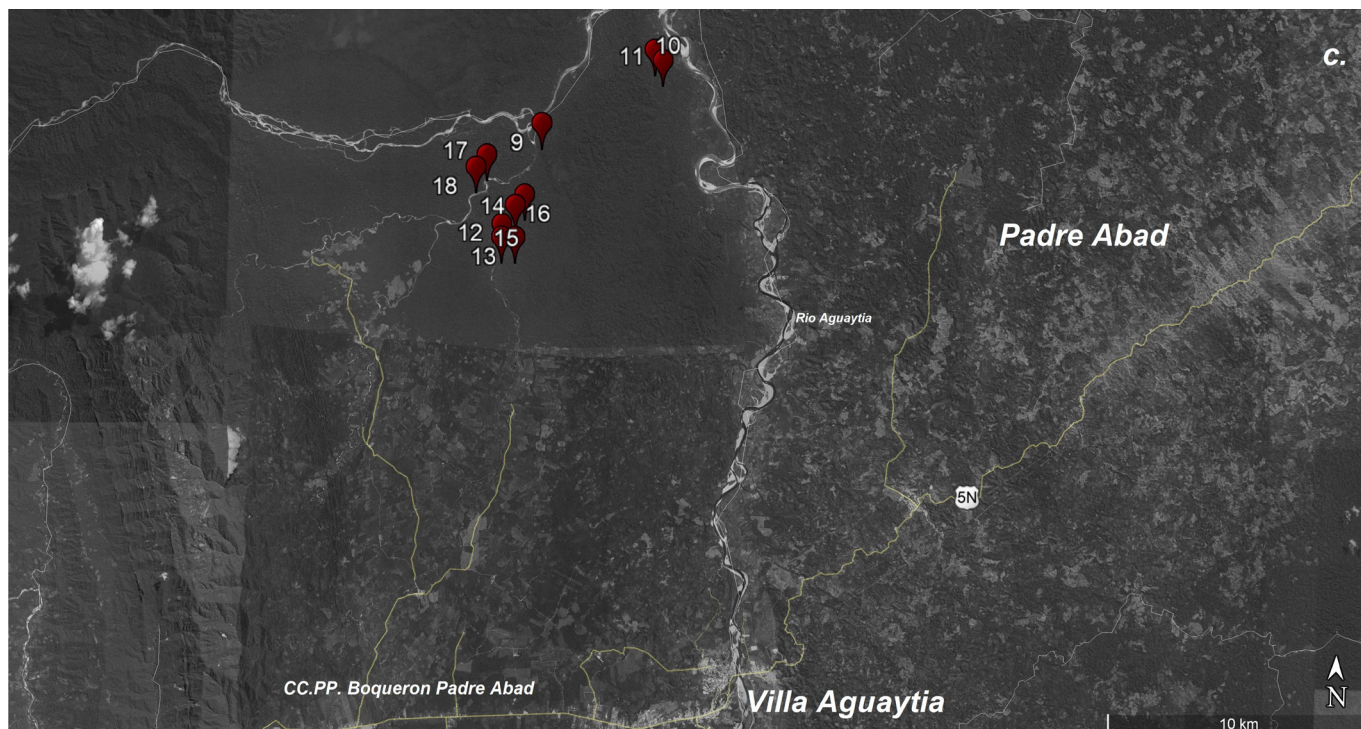 10
11
c.
9
17
18
14
16
12
15
13
Padre Abad
Rio Aguaytia
5N
CC.PP. Boqueron Padre Abad
Villa Aguaytia
N
10 km